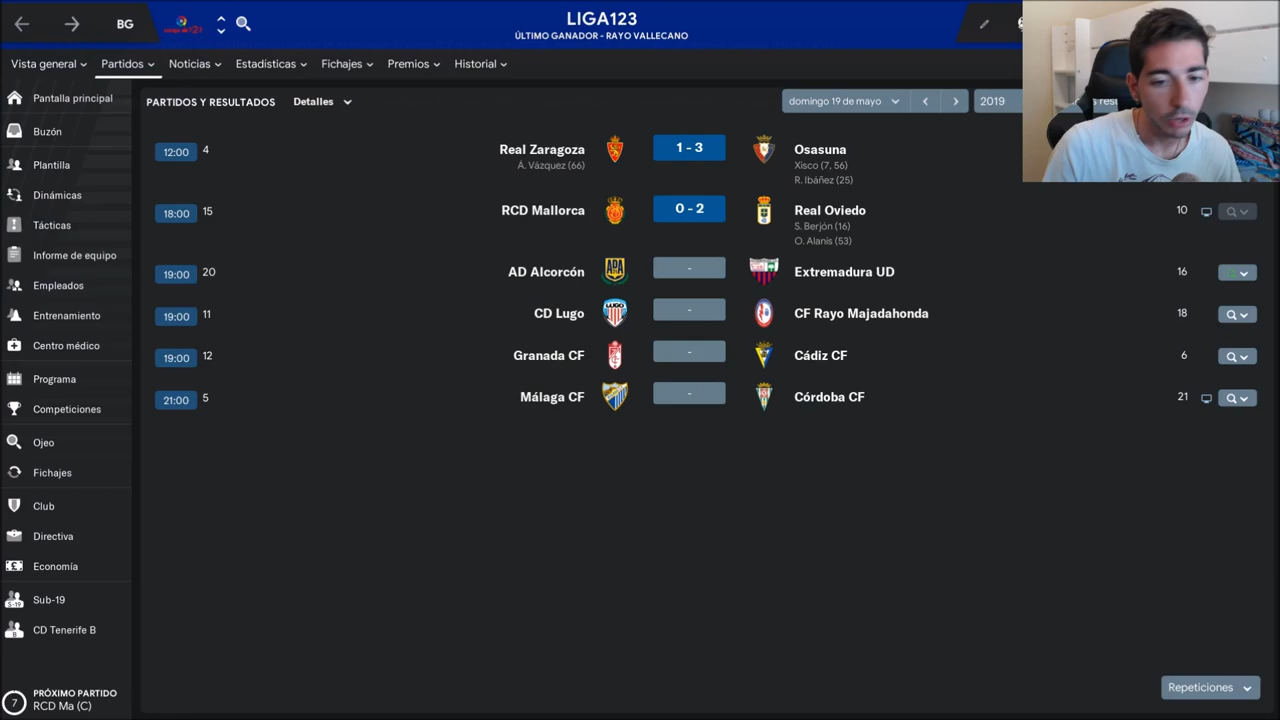 BG
LIGA123
ÚLTIMO GANADOR - RAYO VALLECANO
Vista general
Partidos
Noticias
Estadísticas
Fichajes
Premios
Historial
Pantalla principal
Buzón
Plantilla
Dinámicas
Tácticas
Informe de equipo
Empleados
Entrenamiento
Centro médico
Programa
Competiciones
Ojeo
Fichajes
Club
Directiva
Economía
Sub-19
CD Tenerife B
PRÓXIMO PARTIDO
7 RCD Ma (C)
PARTIDOS Y RESULTADOS Detalles domingo 19 de mayo 2019
12:00 4 Real Zaragoza 1 - 3 Osasuna
Á. Vázquez (66) Xisco (7, 56)
R. Ibáñez (25)
18:00 15 RCD Mallorca 0 - 2 Real Oviedo 10
S. Berjón (16)
O. Alanís (53)
19:00 20 AD Alcorcón - Extremadura UD 16
19:00 11 CD Lugo - CF Rayo Majadahonda 18
19:00 12 Granada CF - Cádiz CF 6
21:00 5 Málaga CF - Córdoba CF 21
Repeticiones